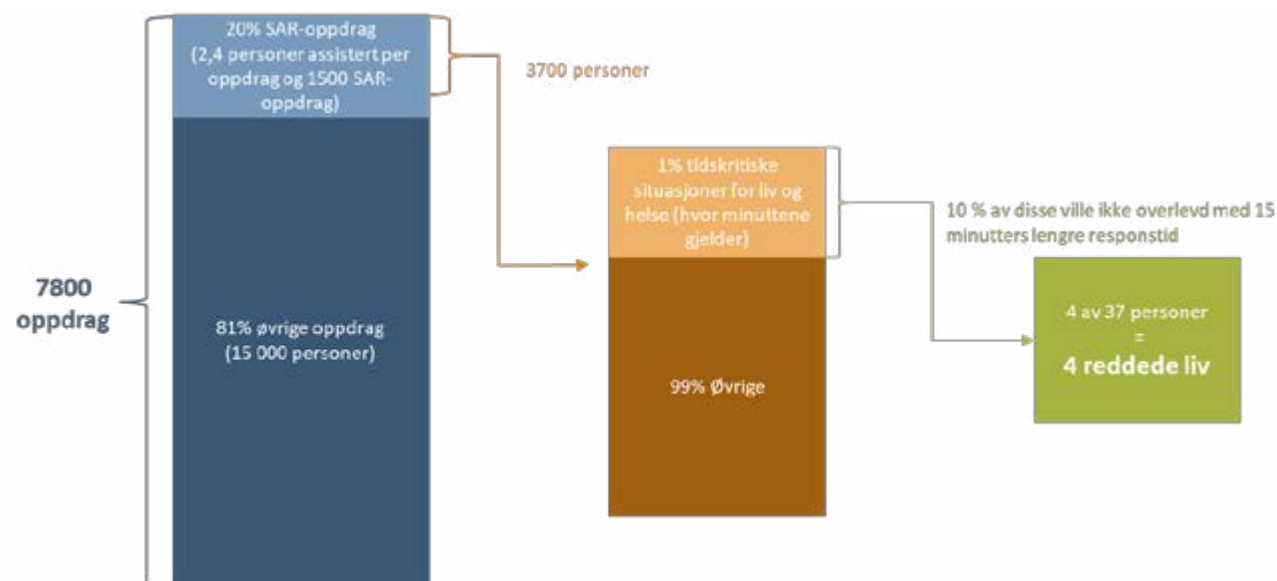 20% SAR-oppdrag
(2,4 personer assistert per
oppdrag og 1500 SAR-
oppdrag)
3700 personer
1% tidskritiske
situasjoner for liv og
helse (hvor minuttene
gjelder)
10 % av disse ville ikke overlevd med 15
minutters lengre responstid
7800
oppdrag
81% øvrige oppdrag
(15 000 personer)
4 av 37 personer
=
4 reddede liv
99% Øvrige